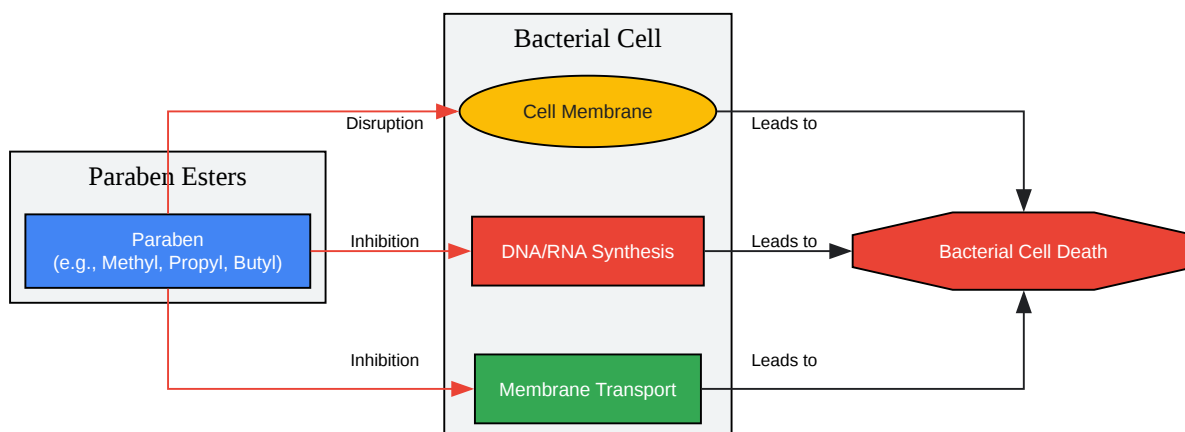 Bacterial Cell
Cell Membrane
Disruption
Leads to
Paraben Esters
Paraben
(e.g., Methyl, Propyl, Butyl)
Inhibition
DNA/RNA Synthesis
Leads to
Bacterial Cell Death
Inhibition
Membrane Transport
Leads to